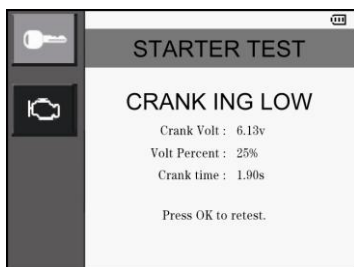 STARTER TEST
CRANK ING LOW
Crank Volt : 6.13v
Volt Percent : 25%
Crank time : 1.90s
Press OK to retest.